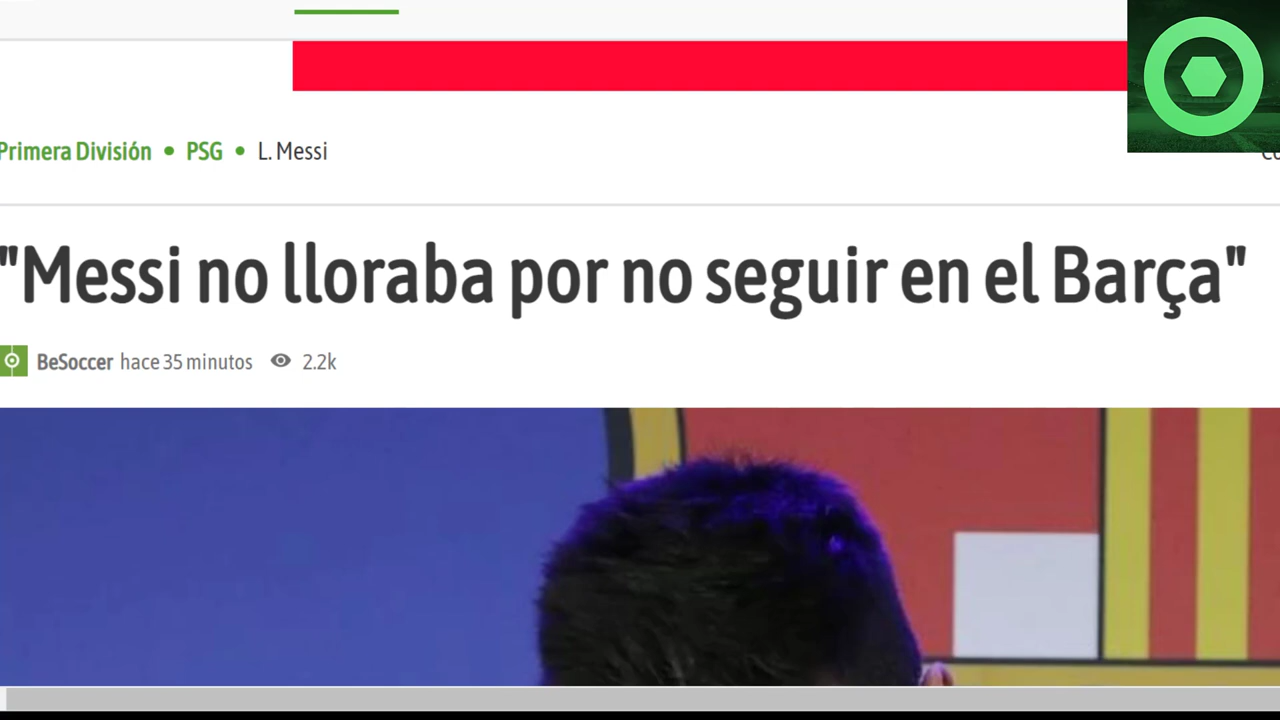 Primera División • PSG • L. Messi
"Messi no lloraba por no seguir en el Barça"
BeSoccer hace 35 minutos 2.2k